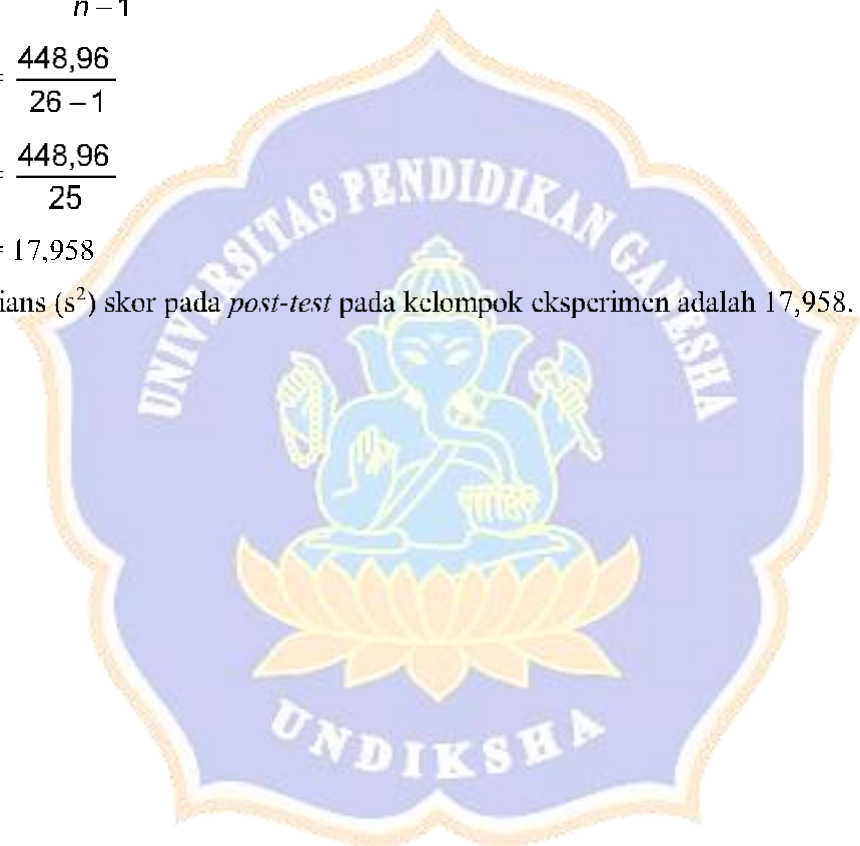 n – 1
= 448,96
26 – 1
= 448,96
25
= 17,958
ians (s²) skor pada post-test pada kelompok eksperimen adalah 17,958.
UNIVERSITAS PENDIDIKAN GANESHA
UNDIKSHA